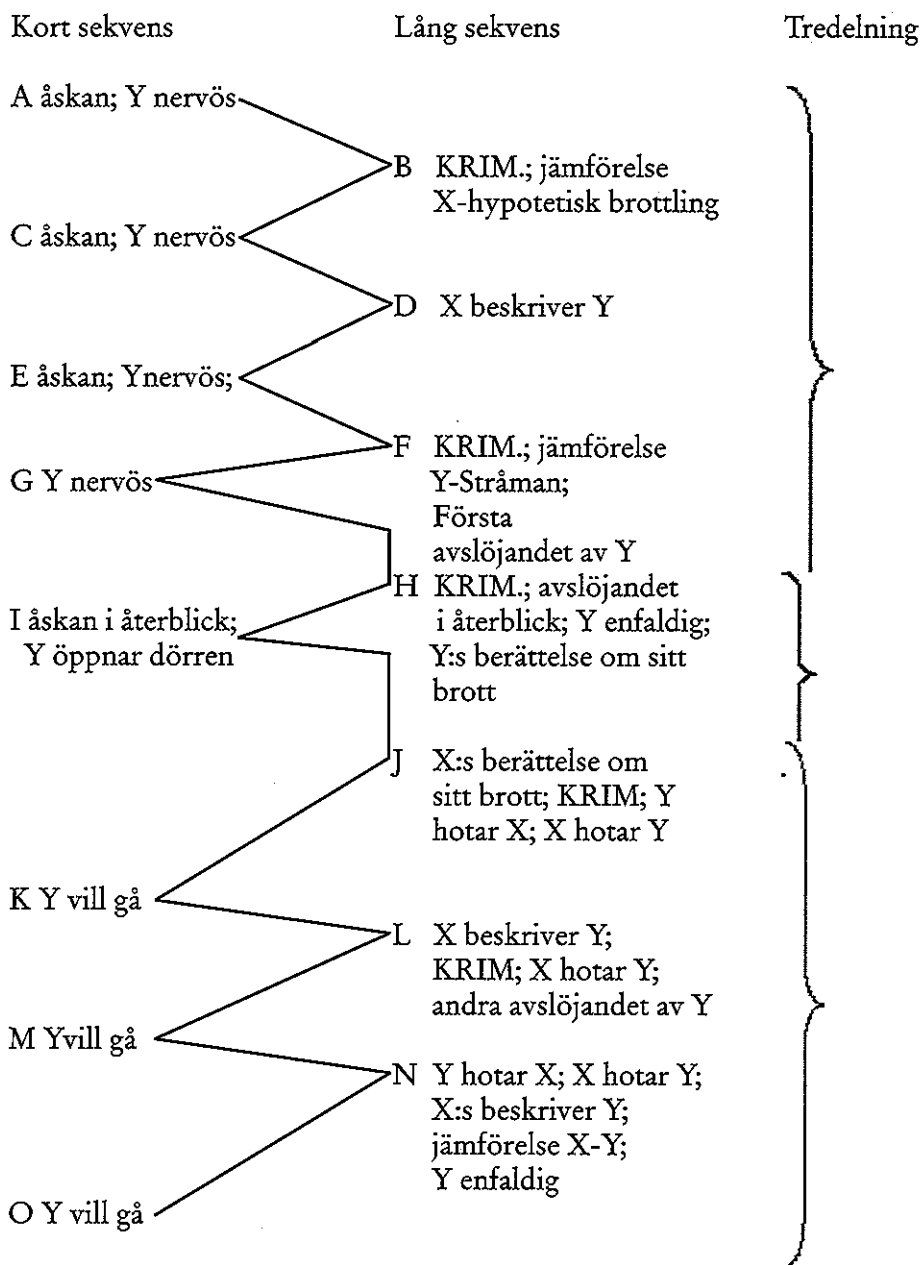 Kort sekvens Lång sekvens Tredelning
A åskan; Y nervös
B KRIM.; jämförelse
X-hypotetisk brottling
C åskan; Y nervös
D X beskriver Y
E åskan; Ynervös;
F KRIM.; jämförelse
Y-Stråman;
Första
avslöjandet av Y
G Y nervös
H KRIM.; avslöjandet
i återblick; Y enfaldig;
Y:s berättelse om sitt
brott
I åskan i återblick;
Y öppnar dörren
J X:s berättelse om
sitt brott; KRIM; Y
hotar X; X hotar Y
K Y vill gå
L X beskriver Y;
KRIM; X hotar Y;
andra avslöjandet av Y
M Yvill gå
N Y hotar X; X hotar Y;
X:s beskriver Y;
jämförelse X-Y;
Y enfaldig
O Y vill gå